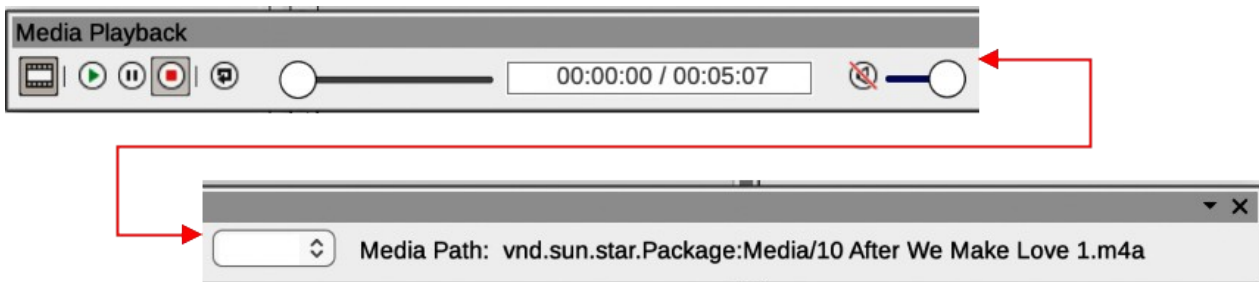 Media Playback
00:00:00 / 00:05:07
Media Path: vnd.sun.star.Package:Media/10 After We Make Love 1.m4a